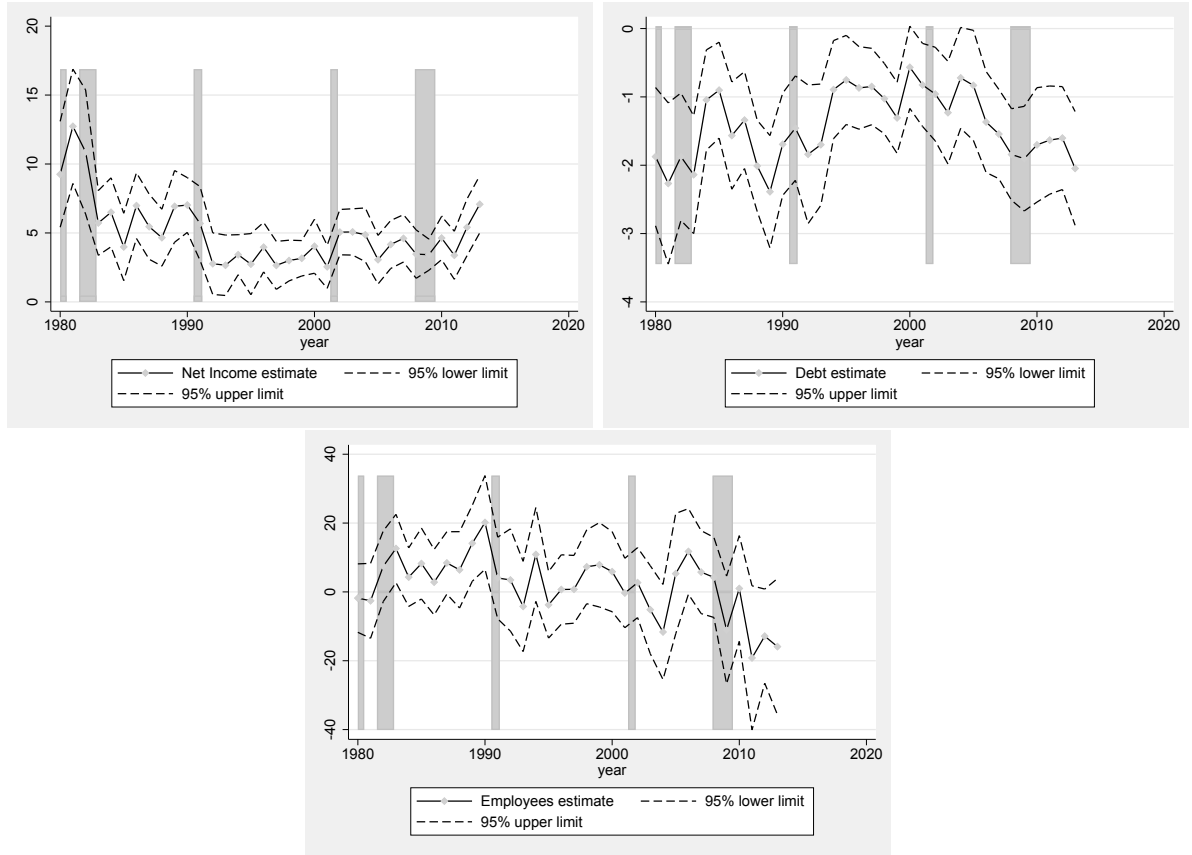 20
15
10
5
0
1980 1990 2000 2010 2020
year
Net Income estimate 95% lower limit
95% upper limit
0
-1
-2
-3
-4
1980 1990 2000 2010 2020
year
Debt estimate 95% lower limit
95% upper limit
40
20
0
-20
-40
1980 1990 2000 2010 2020
year
Employees estimate 95% lower limit
95% upper limit